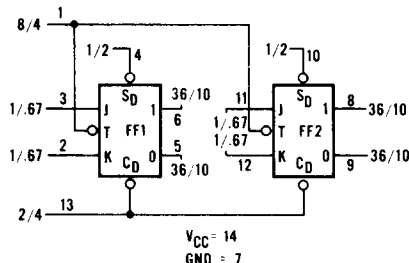 1
8/4
1/2 4
1/2 10
3 1/.67
J SD 1
36/10
6
T FF1
2 1/.67
K CD 0
5
36/10
11
1/.67
1/.67
12
J SD 1
8 36/10
T FF2
K CD 0
9 36/10
13
2/4
VCC = 14
GND = 7